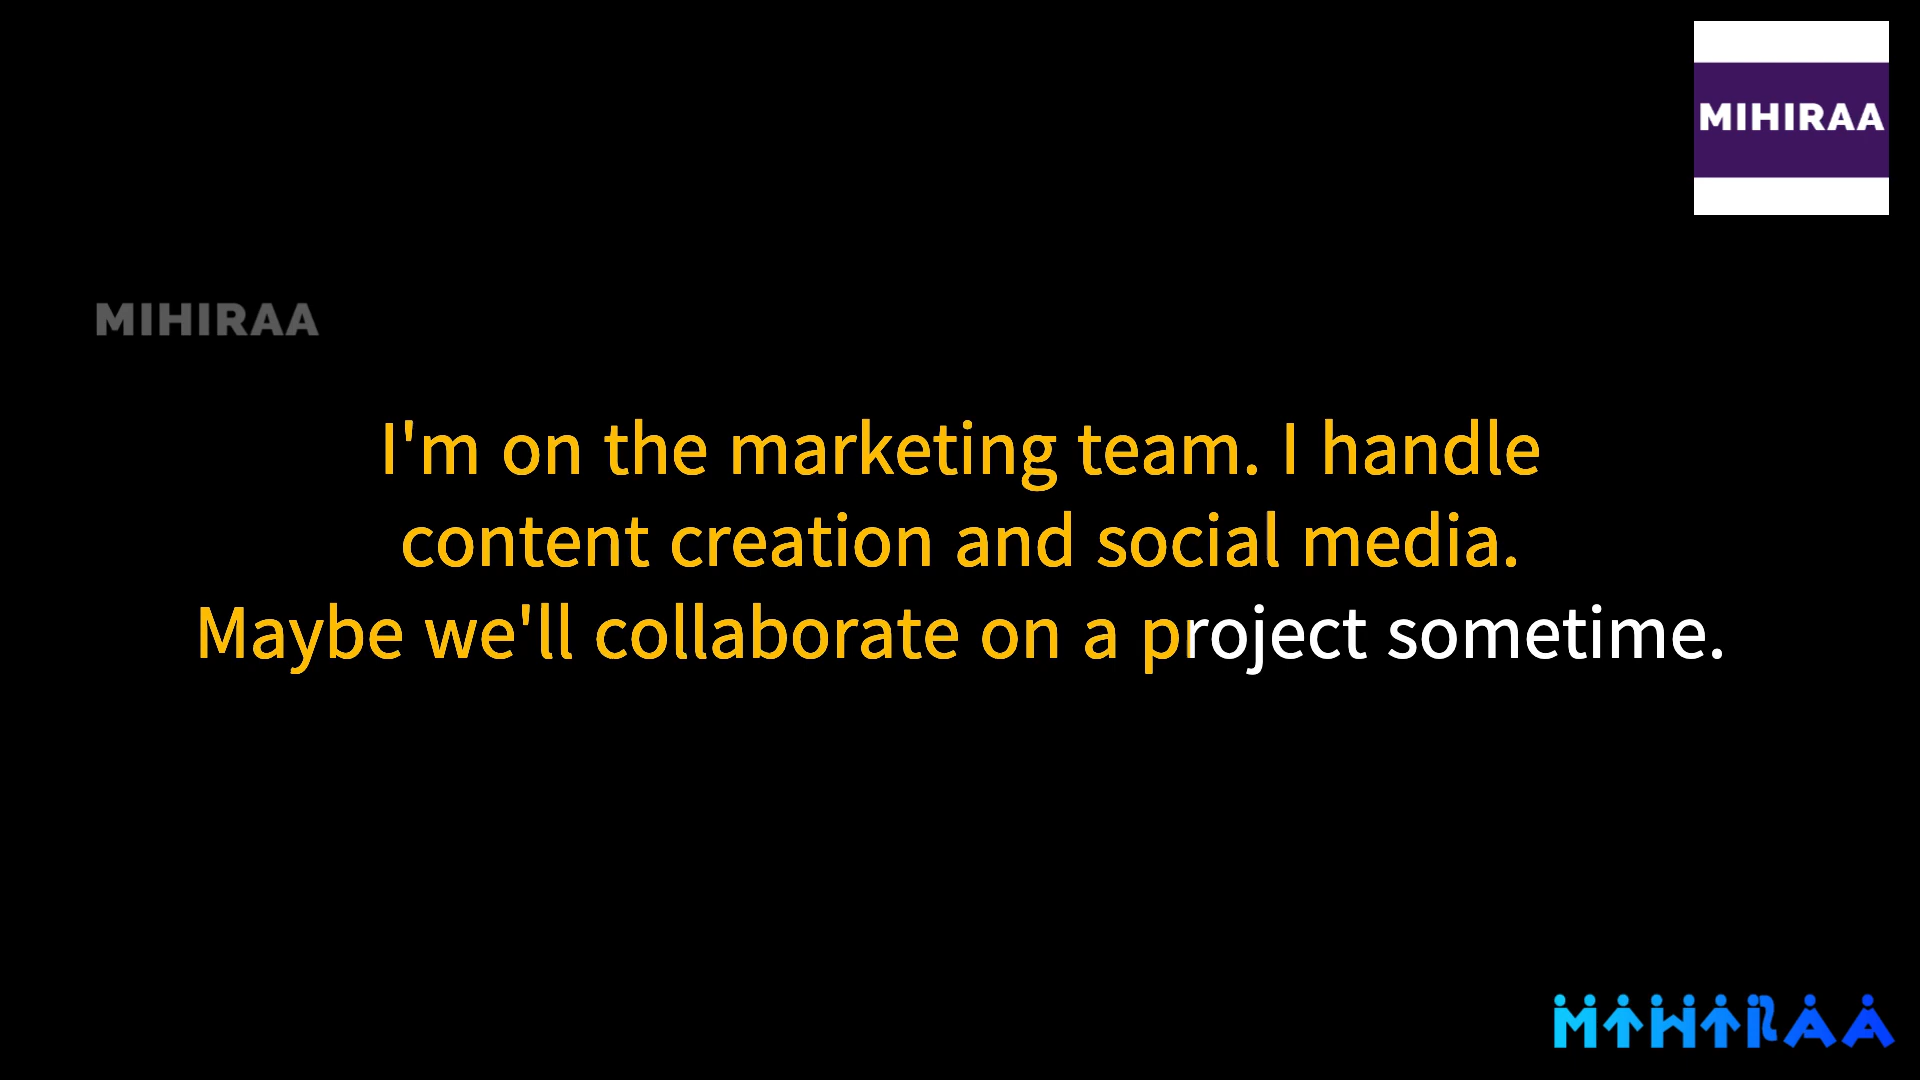 MIHIRAA
MIHIRAA
I'm on the marketing team. I handle
content creation and social media.
Maybe we'll collaborate on a project sometime.
MIHIRAA